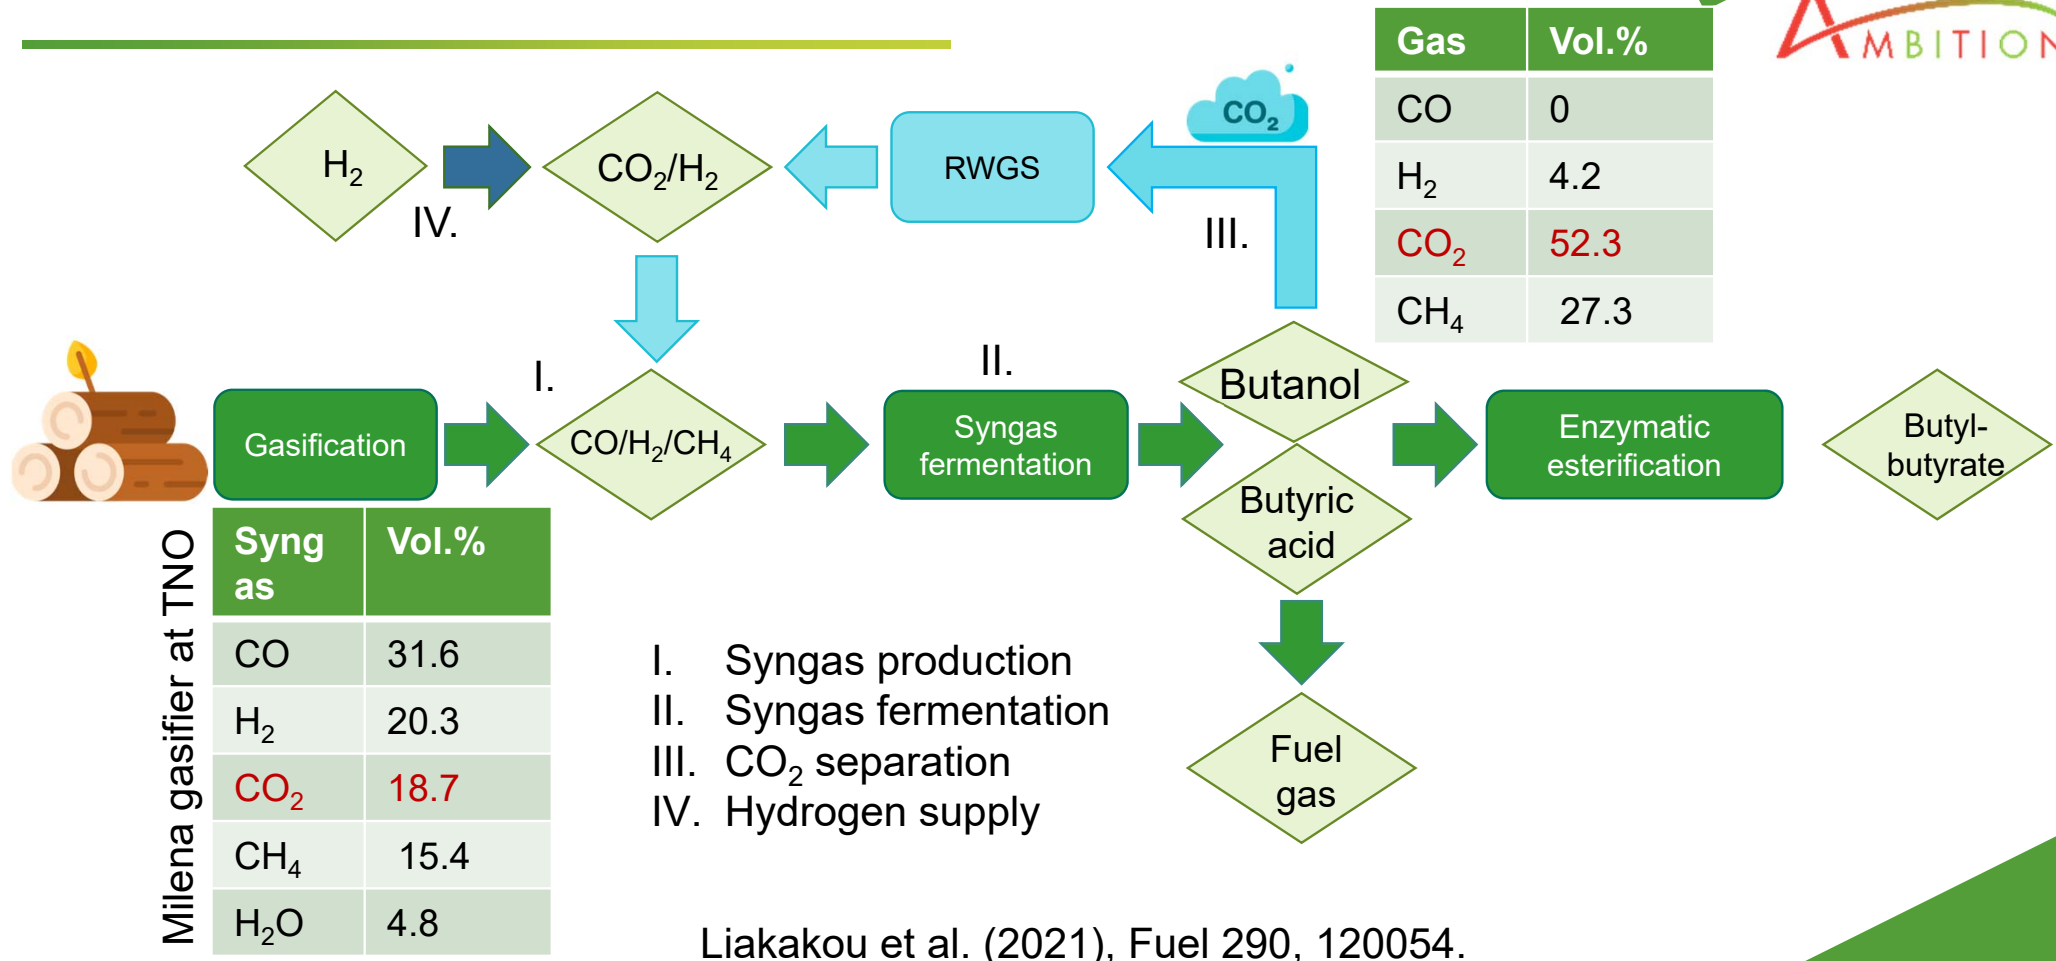 AMBITION
Gas Vol.%
CO 0
H₂ 4.2
CO₂ 52.3
CH₄ 27.3
CO₂
H₂
CO₂/H₂
RWGS
IV.
III.
I.
II.
Gasification
CO/H₂/CH₄
Syngas
fermentation
Butanol
Butyric
acid
Enzymatic
esterification
Butyl-
butyrate
Fuel
gas
Milena gasifier at TNO
Syng
as Vol.%
CO 31.6
H₂ 20.3
CO₂ 18.7
CH₄ 15.4
H₂O 4.8
I. Syngas production
II. Syngas fermentation
III. CO₂ separation
IV. Hydrogen supply
Liakakou et al. (2021), Fuel 290, 120054.